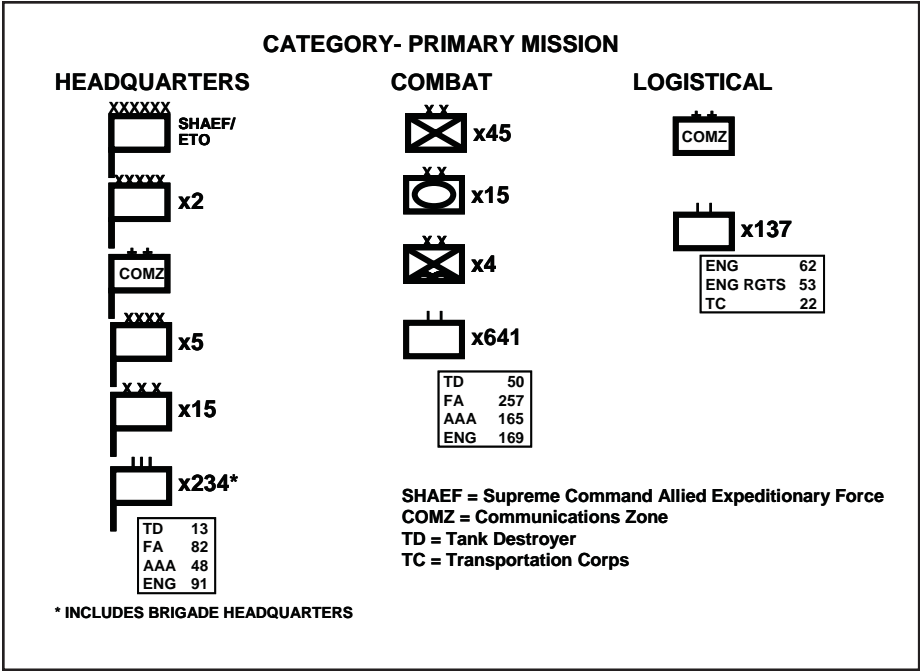 CATEGORY- PRIMARY MISSION
HEADQUARTERS
XXXXXX
SHAEF/
ETO
XXXXX
x2
++
COMZ
XXXX
x5
XXX
x15
III
x234*
TD 13
FA 82
AAA 48
ENG 91
* INCLUDES BRIGADE HEADQUARTERS
COMBAT
XX
x45
XX
x15
XX
x4
II
x641
TD 50
FA 257
AAA 165
ENG 169
LOGISTICAL
++
COMZ
II
x137
ENG 62
ENG RGTS 53
TC 22
SHAEF = Supreme Command Allied Expeditionary Force
COMZ = Communications Zone
TD = Tank Destroyer
TC = Transportation Corps